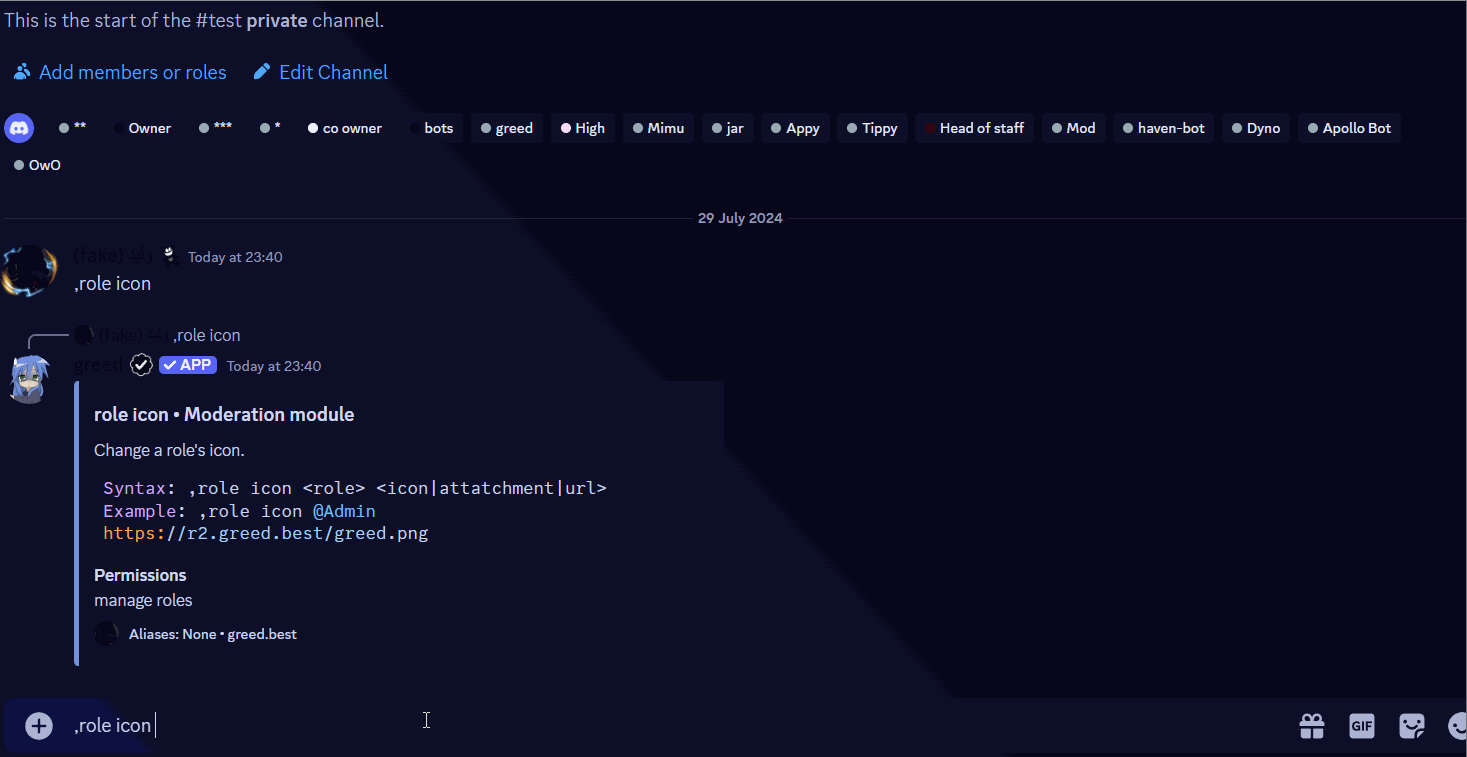 This is the start of the #test private channel.
Add members or roles Edit Channel
** Owner *** * co owner bots greed High Mimu jar Appy Tippy Head of staff Mod haven-bot Dyno Apollo Bot
OwO
29 July 2024
(fake) Today at 23:40
,role icon
(fake) ,role icon
greed APP Today at 23:40
role icon • Moderation module
Change a role's icon.
Syntax: ,role icon <role> <icon|attatchment|url>
Example: ,role icon @Admin
https://r2.greed.best/greed.png
Permissions
manage roles
Aliases: None • greed.best
,role icon
GIF